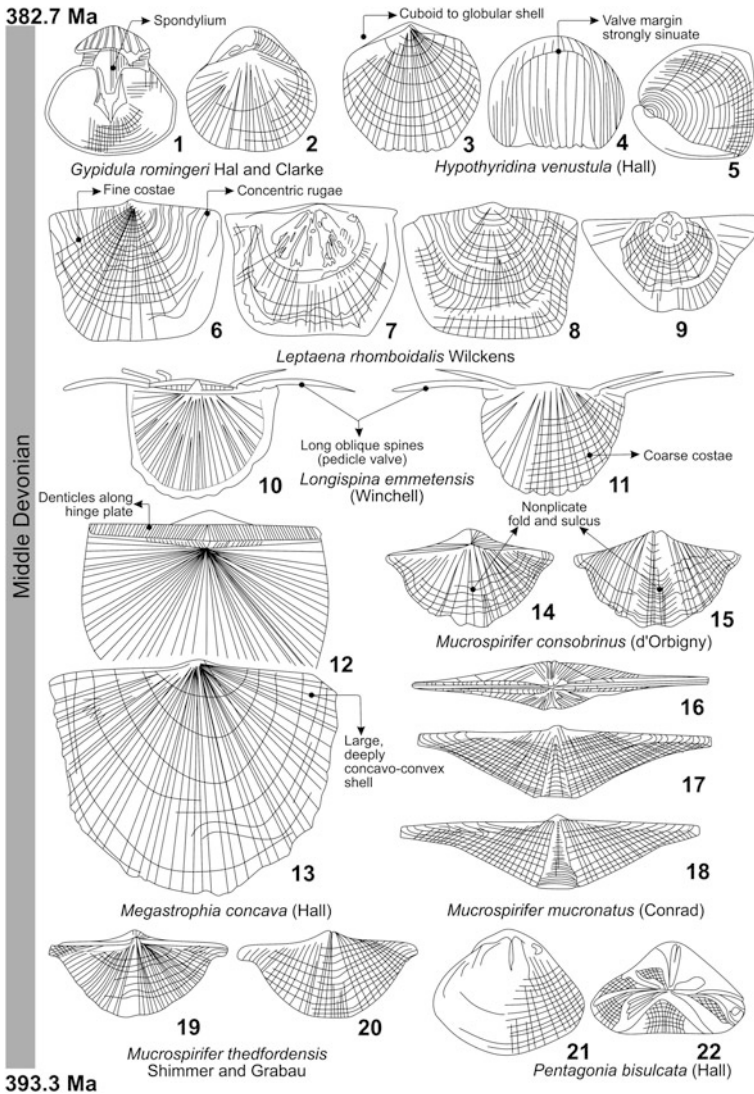 382.7 Ma
Spondylium
Cuboid to globular shell
Valve margin
strongly sinuate
1
2
3
4
5
Gypidula romingeri Hal and Clarke
Hypothyridina venustula (Hall)
Fine costae
Concentric rugae
6
7
8
9
Leptaena rhomboidalis Wilckens
Long oblique spines
(pedicle valve)
Coarse costae
10
11
Longispina emmetensis
(Winchell)
Denticles along
hinge plate
Nonplicate
fold and sulcus
12
14
15
Mucrospirifer consobrinus (d'Orbigny)
Middle Devonian
Large,
deeply
concavo-convex
shell
13
16
17
18
Megastrophia concava (Hall)
Mucrospirifer mucronatus (Conrad)
19
20
21
22
Mucrospirifer thedfordensis
Shimmer and Grabau
Pentagonia bisulcata (Hall)
393.3 Ma